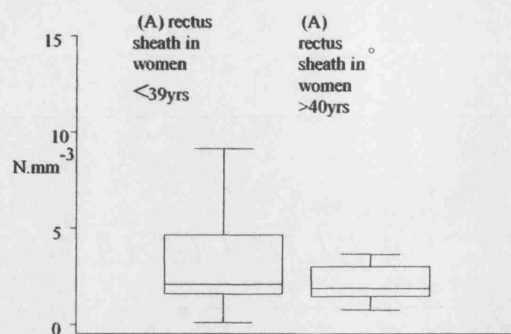 (A) rectus
sheath in
women
<39yrs
(A)
rectus
sheath in
women
>40yrs
15
10
N.mm-3
5
0